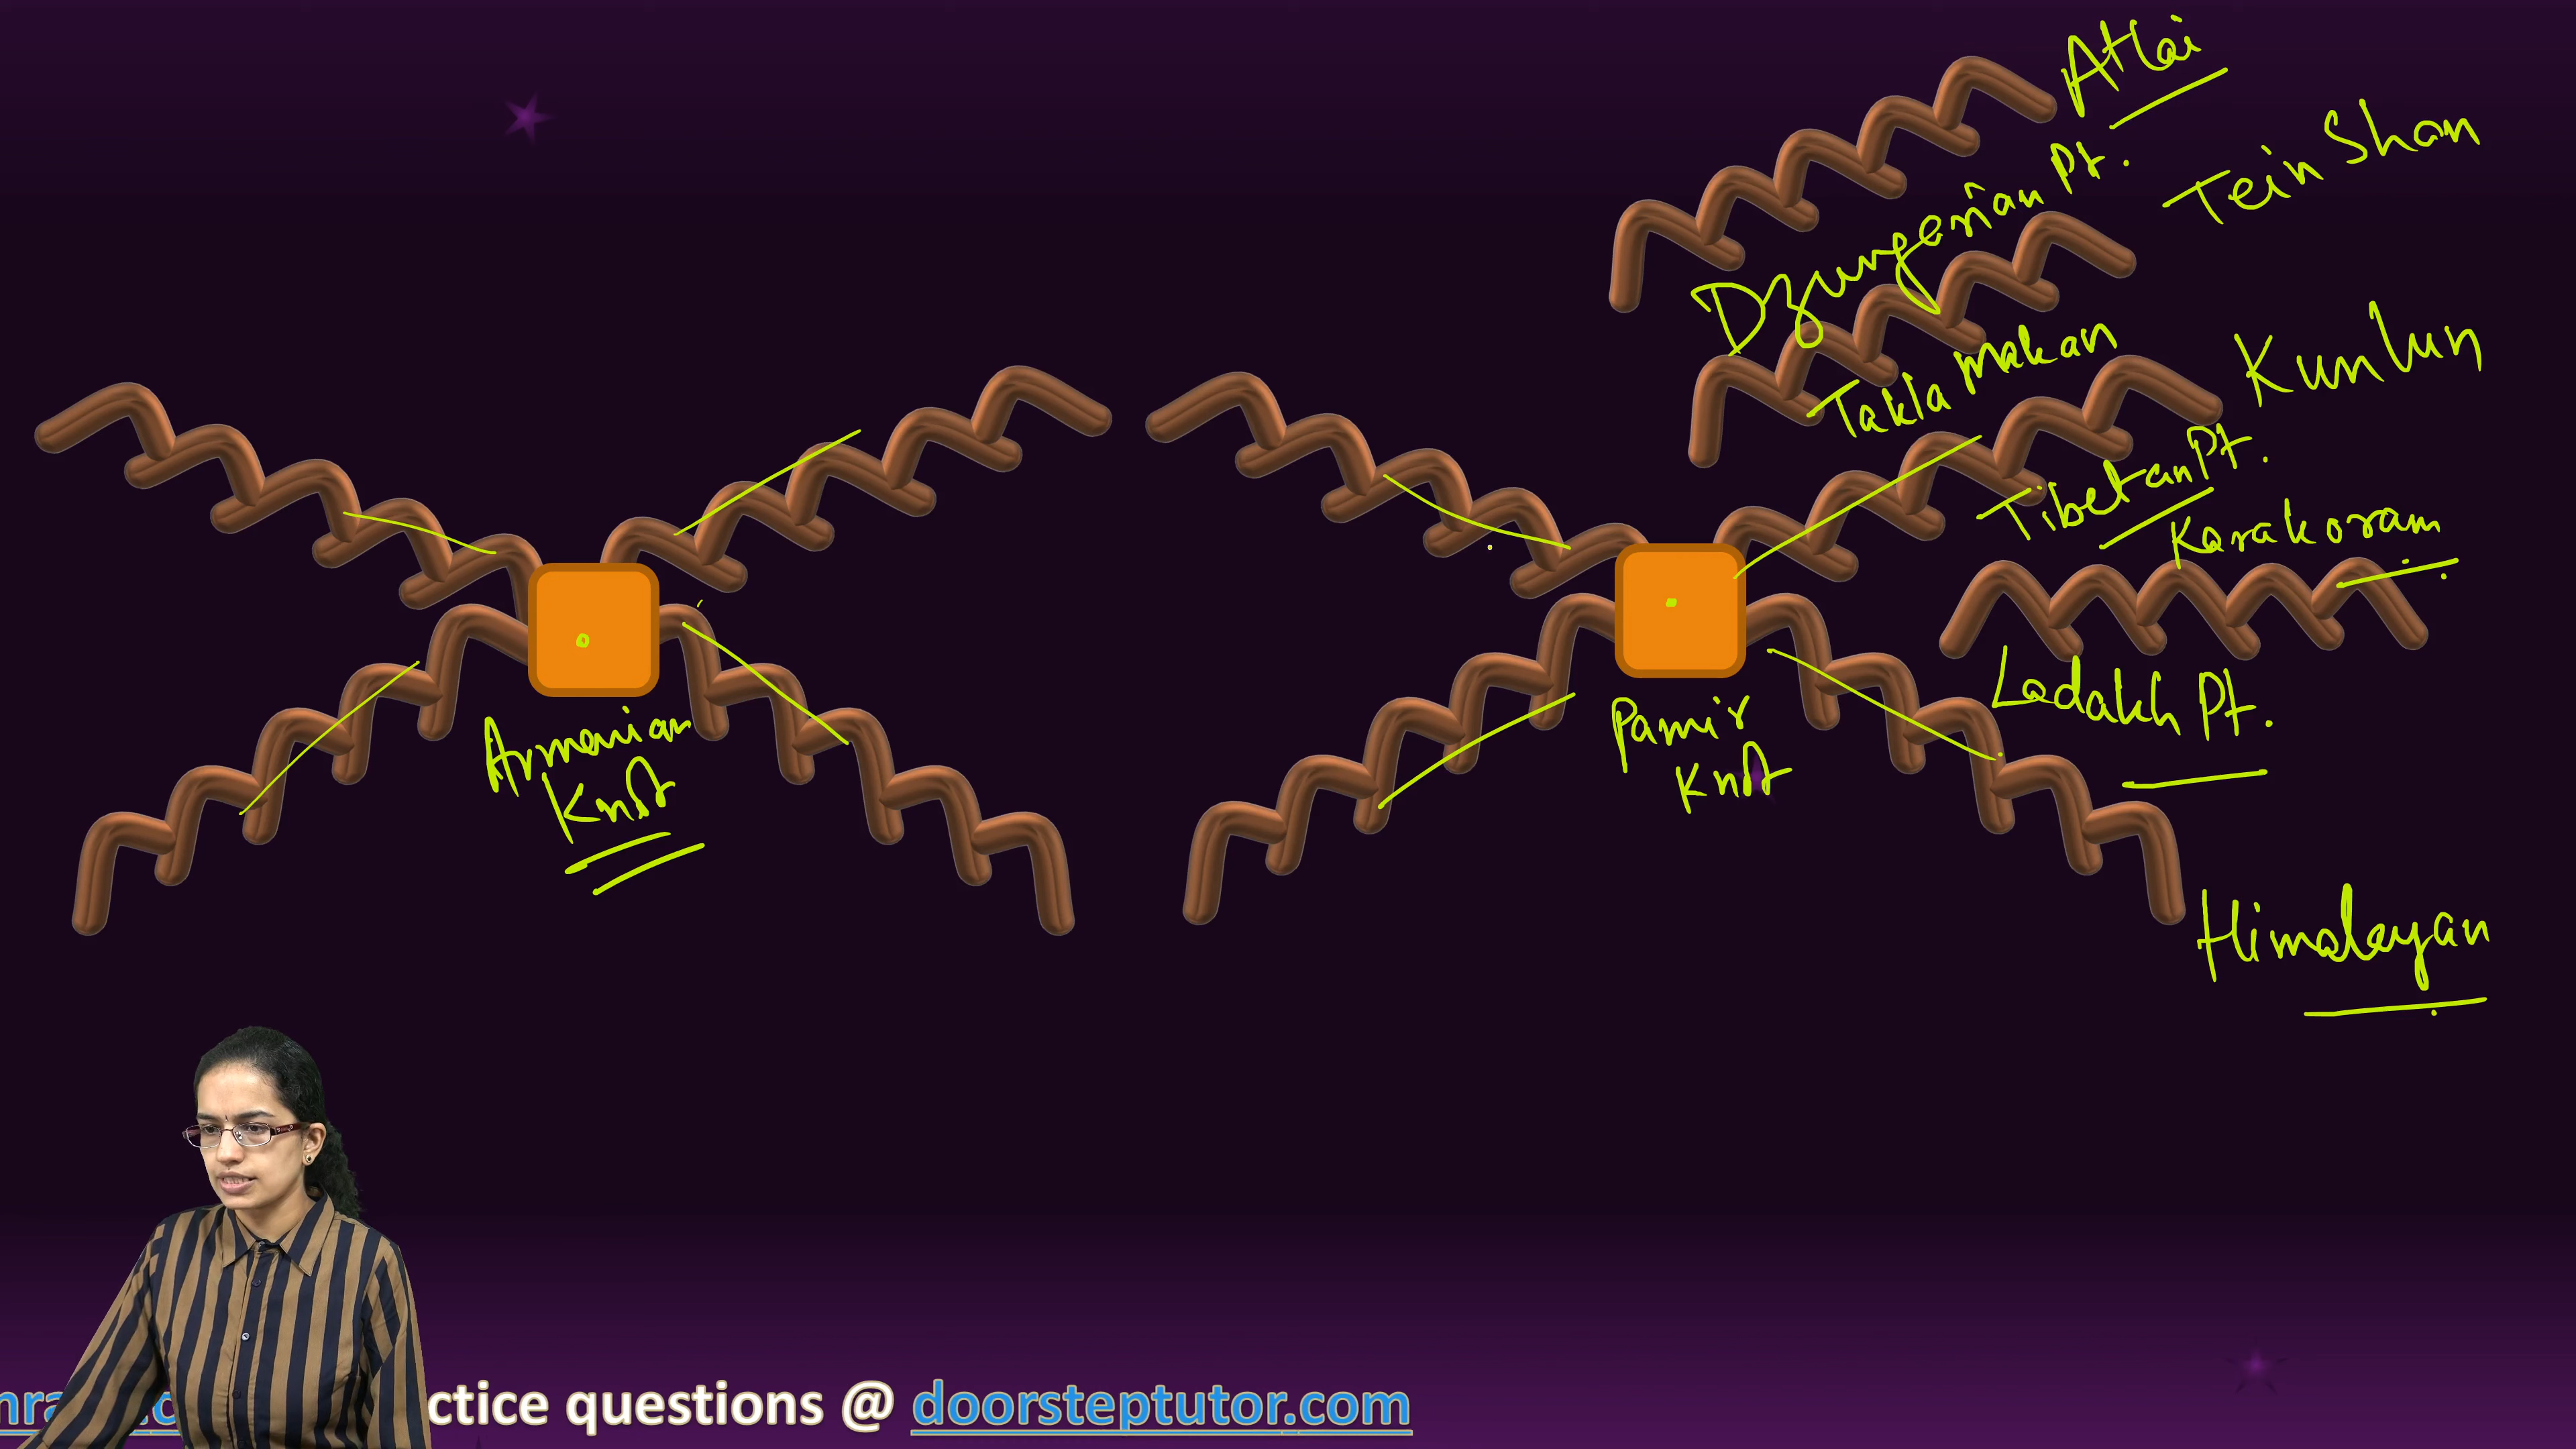 Altai
Dzungarian Pt.
Tein Shan
Takla makan
Kunlun
Tibetan Pt.
Karakoram
Ladakh Pt.
Armenian
Knot
Pamir
Knot
Himalayan
ctice questions @ doorsteptutor.com